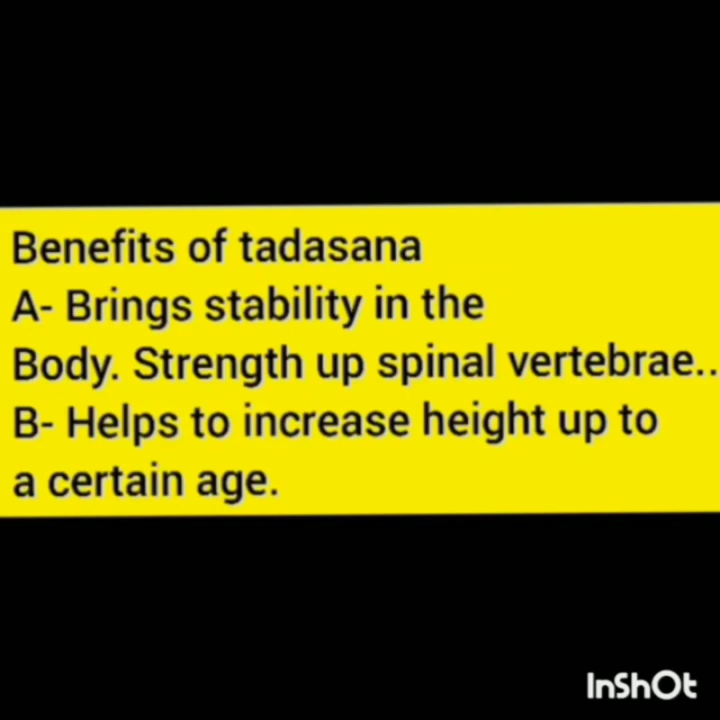 Benefits of tadasana
A- Brings stability in the
Body. Strength up spinal vertebrae..
B- Helps to increase height up to
a certain age.
InShOt